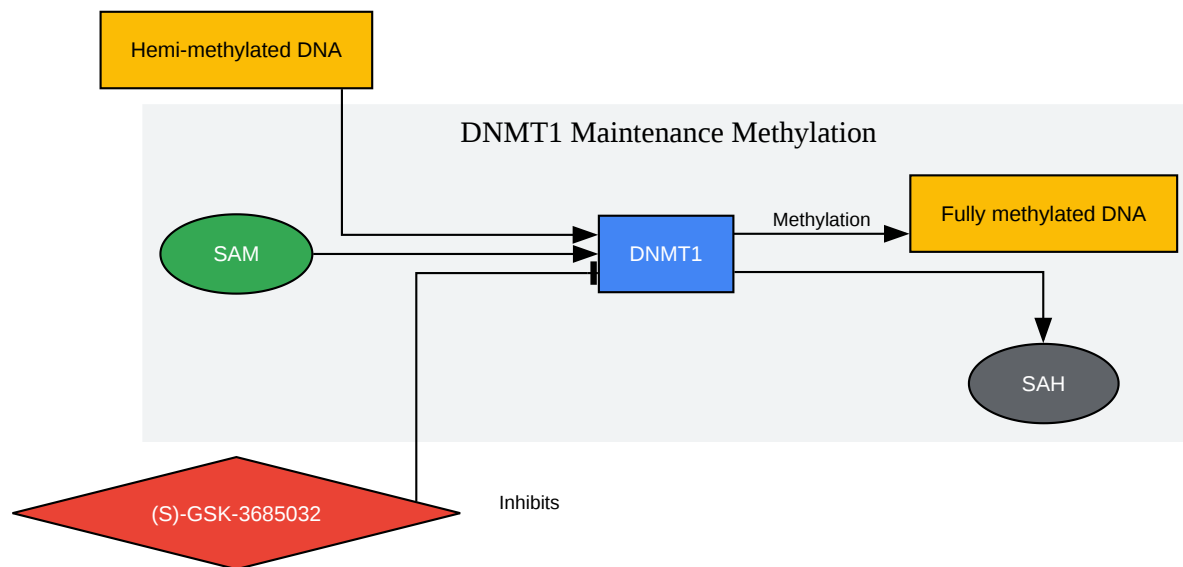 Hemi-methylated DNA
DNMT1 Maintenance Methylation
Fully methylated DNA
Methylation
SAM
DNMT1
SAH
(S)-GSK-3685032
Inhibits